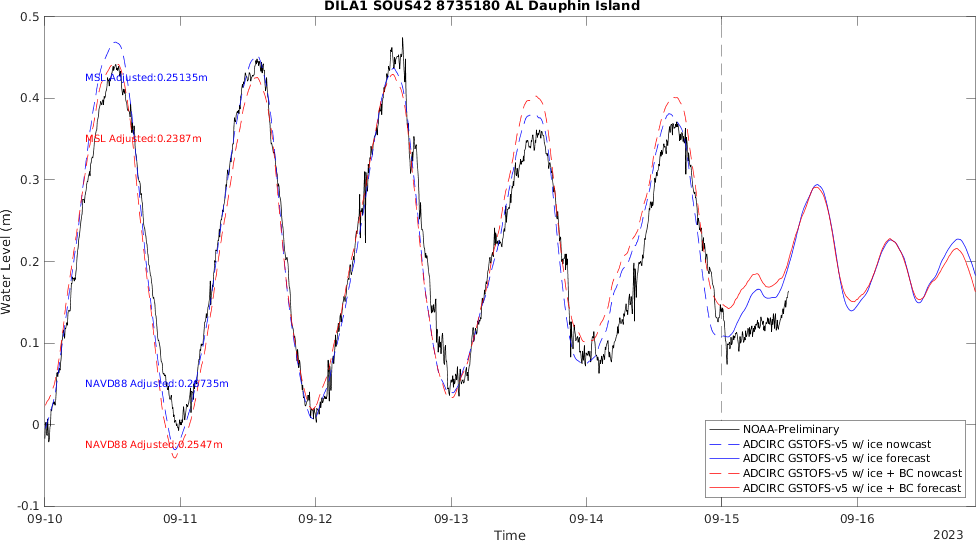 DILA1 SOUS42 8735180 AL Dauphin Island
0.5
MSL Adjusted:0.25135m
0.4
MSL Adjusted:0.2387m
0.3
0.2
Water Level (m)
0.1
NAVD88 Adjusted:0.26735m
0
NAVD88 Adjusted:0.2547m
NOAA-Preliminary
ADCIRC GSTOFS-v5 w/ ice nowcast
ADCIRC GSTOFS-v5 w/ ice forecast
ADCIRC GSTOFS-v5 w/ ice + BC nowcast
ADCIRC GSTOFS-v5 w/ ice + BC forecast
-0.1
09-10 09-11 09-12 09-13 09-14 09-15 09-16
Time
2023